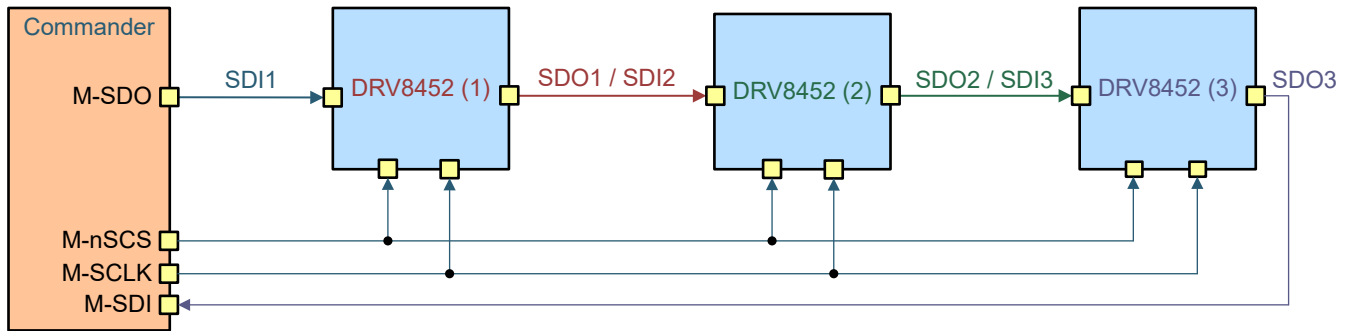 Commander
M-SDO
SDI1
DRV8452 (1)
SDO1 / SDI2
DRV8452 (2)
SDO2 / SDI3
DRV8452 (3)
SDO3
M-nSCS
M-SCLK
M-SDI